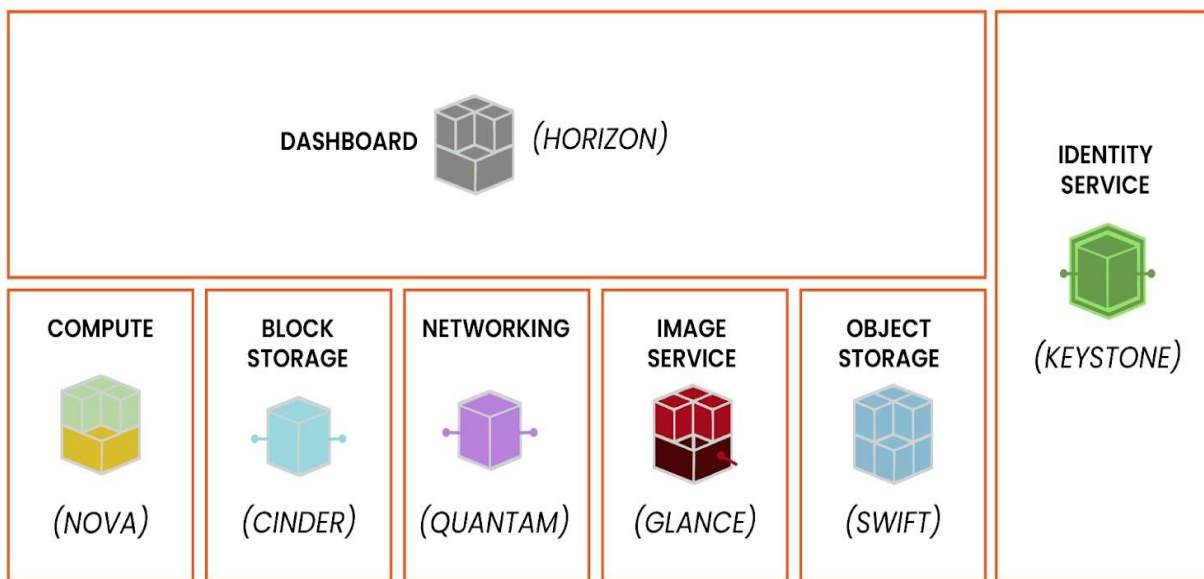 DASHBOARD
(HORIZON)
IDENTITY
SERVICE
(KEYSTONE)
COMPUTE
(NOVA)
BLOCK
STORAGE
(CINDER)
NETWORKING
(QUANTAM)
IMAGE
SERVICE
(GLANCE)
OBJECT
STORAGE
(SWIFT)